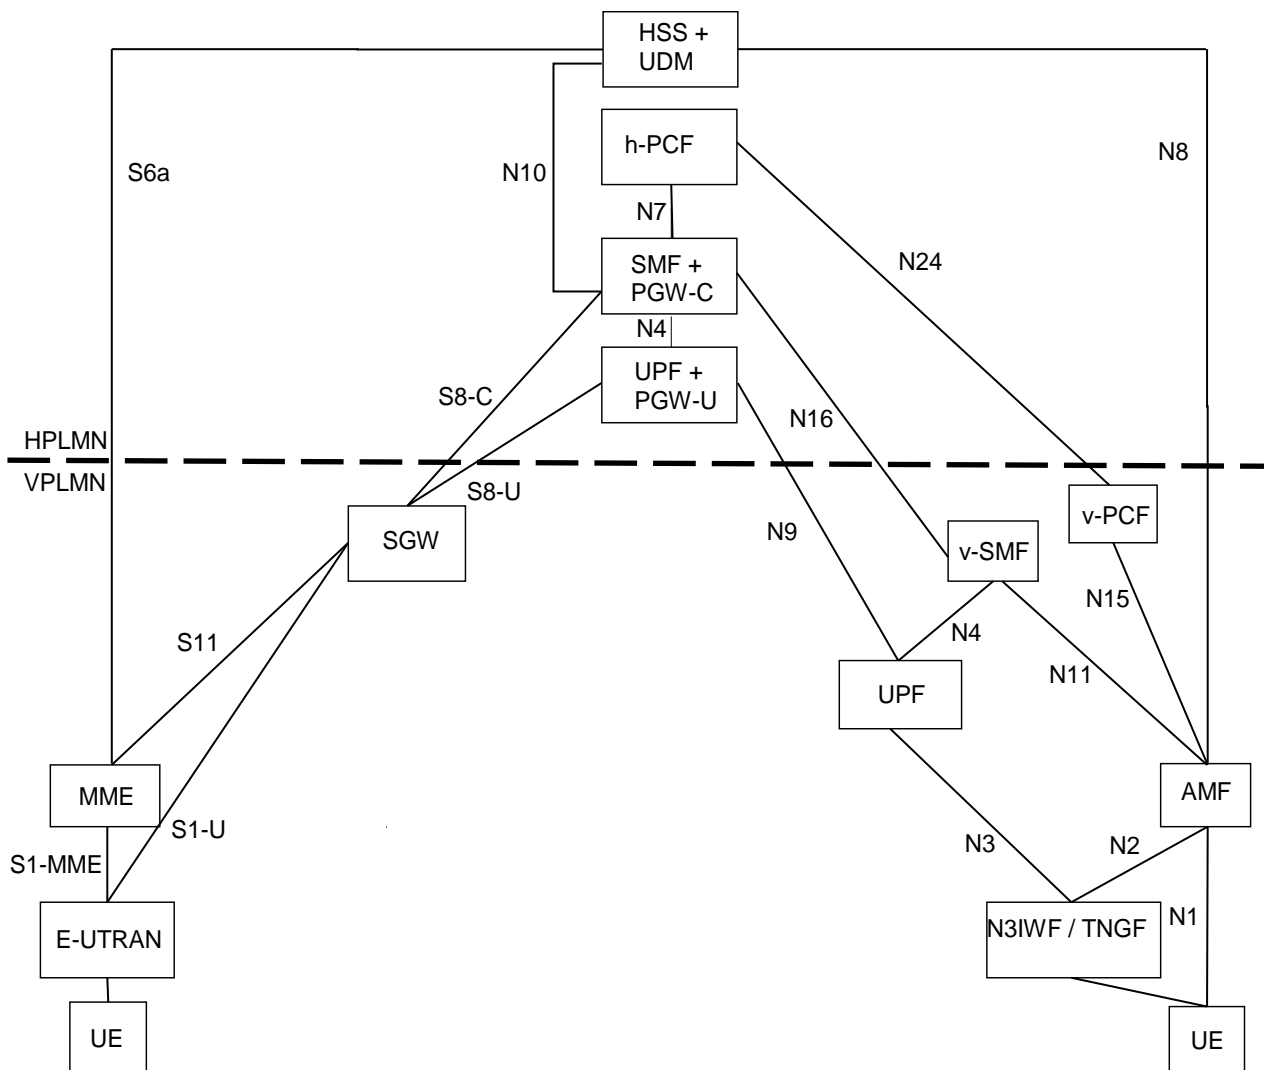 HSS +
UDM
h-PCF
S6a
N10
N8
N7
SMF +
PGW-C
N24
N4
UPF +
PGW-U
S8-C
N16
HPLMN
VPLMN
S8-U
v-PCF
SGW
N9
v-SMF
N15
S11
N4
N11
UPF
MME
AMF
S1-U
N3
N2
S1-MME
E-UTRAN
N3IWF / TNGF
N1
UE
UE